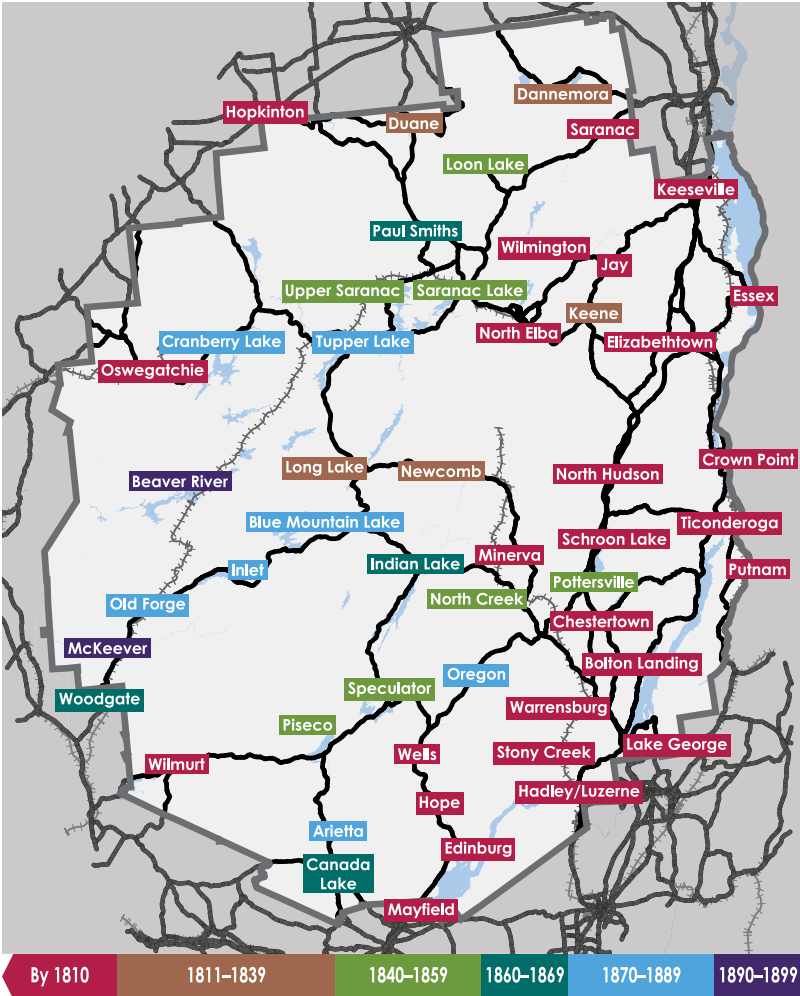 Dannemora
Hopkinton
Duane
Saranac
Loon Lake
Keeseville
Paul Smiths
Wilmington
Jay
Upper Saranac
Saranac Lake
Essex
Keene
North Elba
Cranberry Lake
Tupper Lake
Elizabethtown
Oswegatchie
Crown Point
Long Lake
Newcomb
North Hudson
Beaver River
Blue Mountain Lake
Ticonderoga
Schroon Lake
Minerva
Indian Lake
Inlet
Putnam
Pottersville
North Creek
Old Forge
Chestertown
McKeever
Bolton Landing
Oregon
Speculator
Woodgate
Warrensburg
Piseco
Lake George
Wells
Stony Creek
Wilmurt
Hadley/Luzerne
Hope
Arietta
Edinburg
Canada
Lake
Mayfield
By 1810
1811–1839
1840–1859
1860–1869
1870–1889
1890–1899